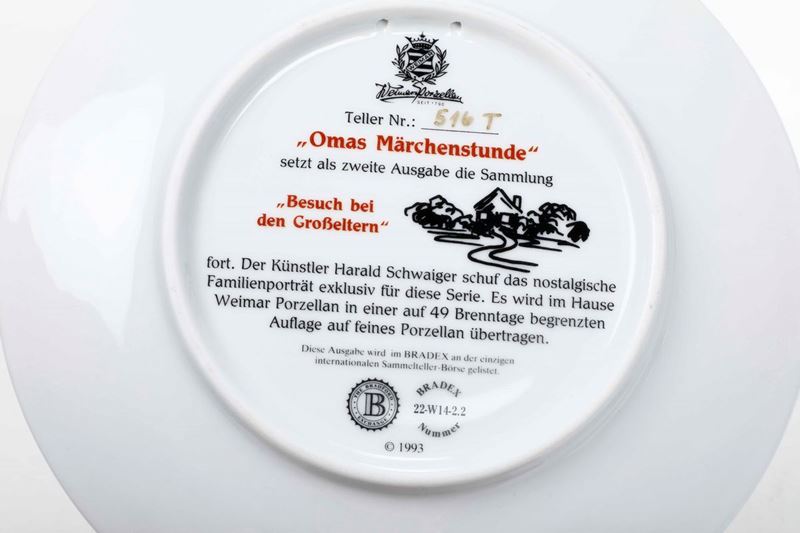 Weimar Porzellan
SEIT 1790
Teller Nr.: 516 T
„Omas Märchenstunde“
setzt als zweite Ausgabe die Sammlung
„Besuch bei
den Großeltern“
fort. Der Künstler Harald Schwaiger schuf das nostalgische
Familienporträt exklusiv für diese Serie. Es wird im Hause
Weimar Porzellan in einer auf 49 Brenntage begrenzten
Auflage auf feines Porzellan übertragen.
Diese Ausgabe wird im BRADEX an der einzigen
internationalen Sammelteller-Börse gelistet.
THE BRADFORD
B
EXCHANGE
BRADEX
22-W14-2.2
Nummer
© 1993